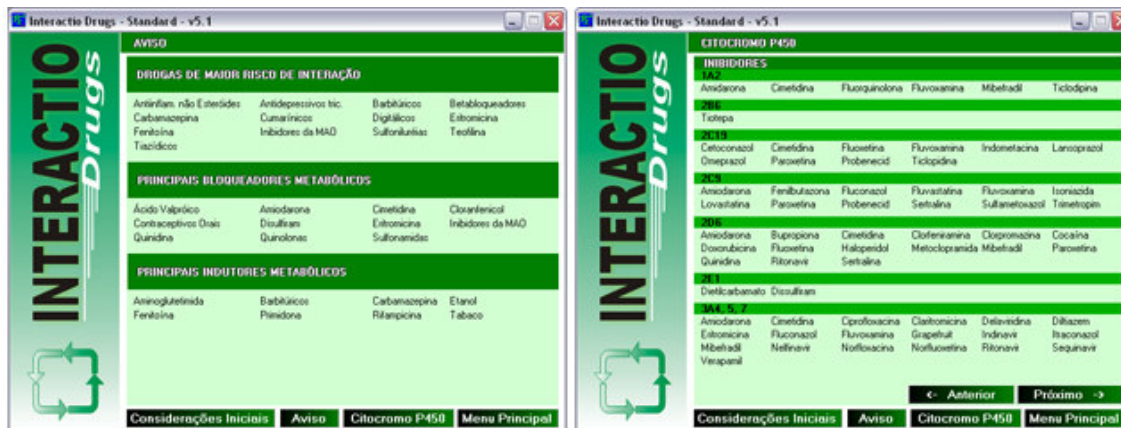 Interactio Drugs - Standard - v5.1
INTERACTIO
Drugs
AVISO
DROGAS DE MAIOR RISCO DE INTERAÇÃO
Antiinflam. não Esteróides Antidepressivos tric. Barbitúricos Betabloqueadores
Carbamazepina Cumarínicos Digitálicos Eritromicina
Fenitoína Inibidores da MAO Teofilina
Tiazídicos
PRINCIPAIS BLOQUEADORES METABÓLICOS
Ácido Valpróico Amiodarona Cimetidina Cloranfenicol
Contraceptivos Orais Disulfiram Eritromicina Inibidores da MAO
Quinidina Quinolonas Sulfonamidas
PRINCIPAIS INDUTORES METABÓLICOS
Aminoglutetimida Barbitúricos Carbamazepina Etanol
Fenitoína Primidona Rifampicina Tabaco
Considerações Iniciais Aviso Citocromo P450 Menu Principal
Interactio Drugs - Standard - v5.1
INTERACTIO
Drugs
CITOCROMO P450
INIBIDORES
1A2
Amidarona Cimetidina Fluorquinolona Fluvoxamina Mibefradil Ticlodipina
2B6
Tiotepa
2C19
Cetoconazol Cimetidina Fluoxetina Fluvoxamina Indometacina Lansoprazol
Omeprazol Paroxetina Probenecid Ticlopidina
2C9
Amiodarona Fenilbutazona Fluconazol Fluvastatina Fluvoxamina Isoniazida
Lovastatina Paroxetina Probenecid Sertralina Sulfametoxazol Trimetropim
2D6
Amiodarona Bupropiona Cimetidina Clorfeniramina Clorpromazina Cocaína
Doxorubicina Fluoxetina Haloperidol Metoclopramida Mibefradil Paroxetina
Quinidina Ritonavir Sertralina
2E1
Dietilcarbamato Dissulfiram
3A4, 5, 7
Amiodarona Cimetidina Ciprofloxacina Claritromicina Delaviridina Diltiazem
Eritromicina Fluconazol Fluvoxamina Grapefruit Indinavir Itraconazol
Mibefradil Nelfinavir Norfloxacina Norfluoxetina Ritonavir Sequinavir
Verapamil
<- Anterior Próximo ->
Considerações Iniciais Aviso Citocromo P450 Menu Principal